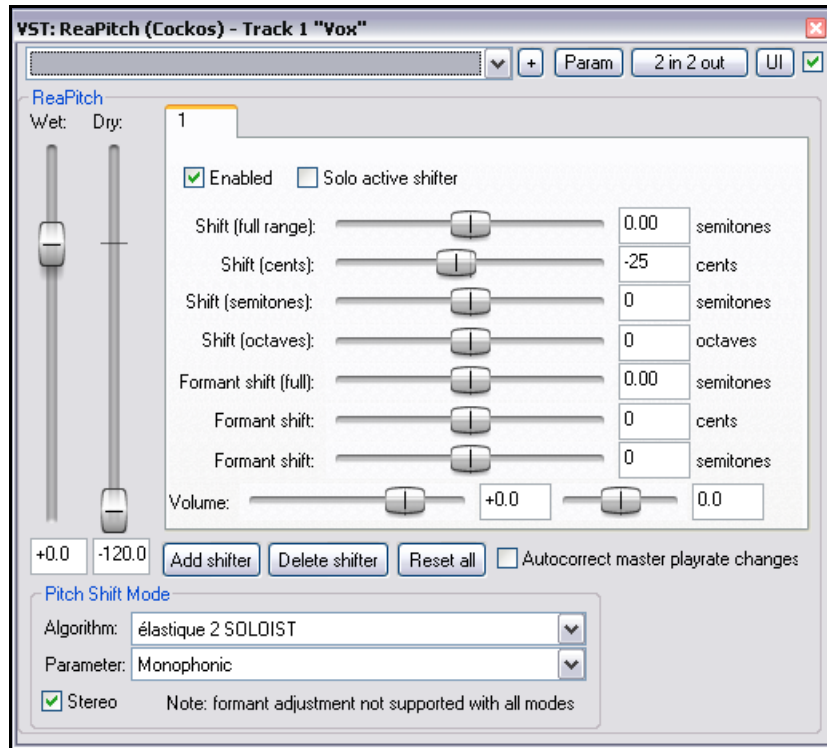 VST: ReaPitch (Cockos) - Track 1 "Vox"
+ Param 2 in 2 out UI
ReaPitch
Wet: Dry: 1
Enabled Solo active shifter
Shift (full range): 0.00 semitones
Shift (cents): -25 cents
Shift (semitones): 0 semitones
Shift (octaves): 0 octaves
Formant shift (full): 0.00 semitones
Formant shift: 0 cents
Formant shift: 0 semitones
Volume: +0.0 0.0
+0.0 -120.0 Add shifter Delete shifter Reset all Autocorrect master playrate changes
Pitch Shift Mode
Algorithm: élastique 2 SOLOIST
Parameter: Monophonic
Stereo Note: formant adjustment not supported with all modes